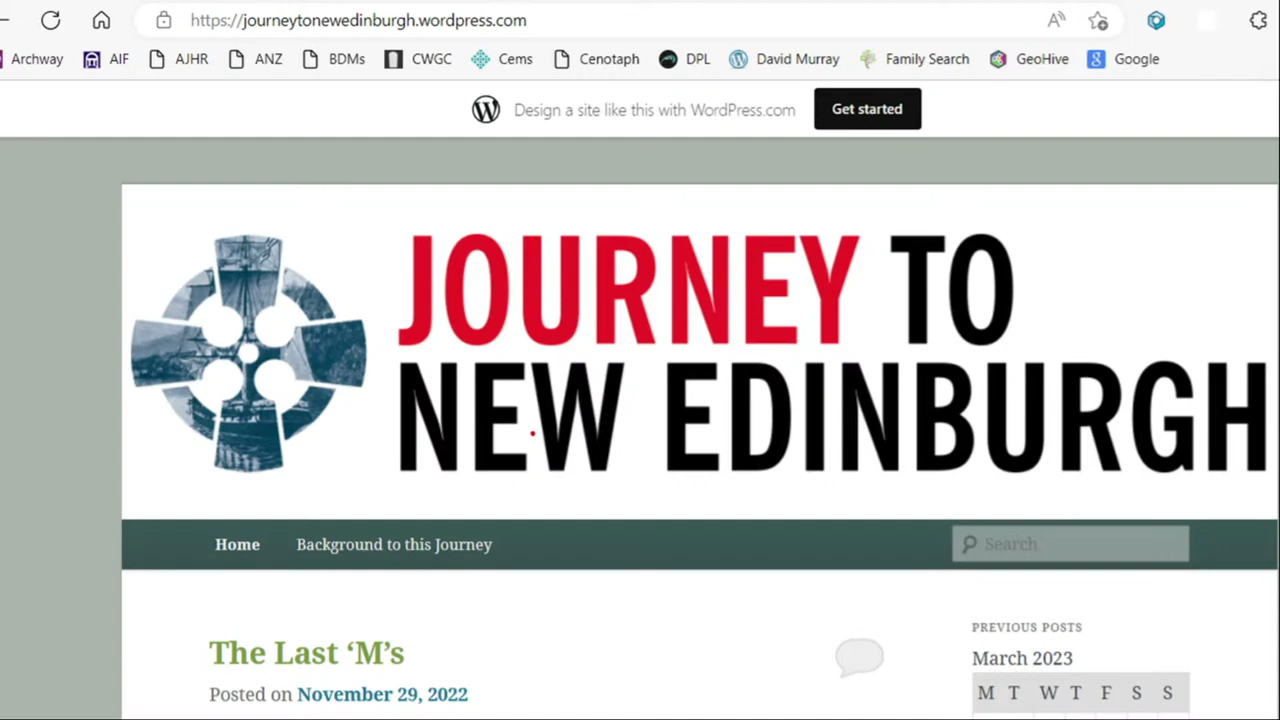 https://journeytonewedinburgh.wordpress.com
Archway AIF AJHR ANZ BDMs CWGC Cems Cenotaph DPL David Murray Family Search GeoHive Google
Design a site like this with WordPress.com Get started
JOURNEY TO
NEW EDINBURGH
Home Background to this Journey Search
The Last ‘M’s
Posted on November 29, 2022
PREVIOUS POSTS
March 2023
M T W T F S S